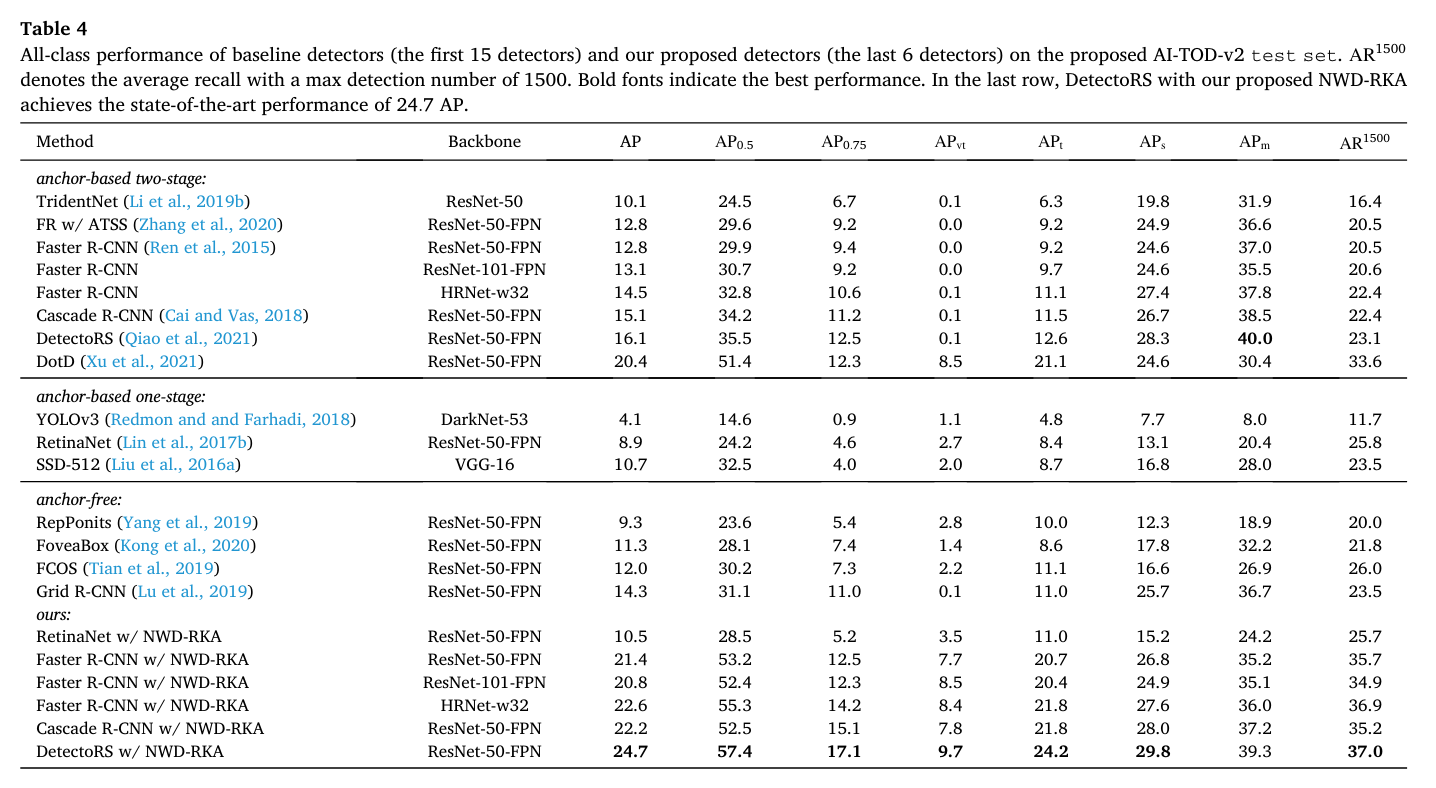 Table 4
All-class performance of baseline detectors (the first 15 detectors) and our proposed detectors (the last 6 detectors) on the proposed AI-TOD-v2 test set. AR1500
denotes the average recall with a max detection number of 1500. Bold fonts indicate the best performance. In the last row, DetectoRS with our proposed NWD-RKA
achieves the state-of-the-art performance of 24.7 AP.
Method Backbone AP AP0.5 AP0.75 APvt APt APs APm AR1500
anchor-based two-stage:
TridentNet (Li et al., 2019b) ResNet-50 10.1 24.5 6.7 0.1 6.3 19.8 31.9 16.4
FR w/ ATSS (Zhang et al., 2020) ResNet-50-FPN 12.8 29.6 9.2 0.0 9.2 24.9 36.6 20.5
Faster R-CNN (Ren et al., 2015) ResNet-50-FPN 12.8 29.9 9.4 0.0 9.2 24.6 37.0 20.5
Faster R-CNN ResNet-101-FPN 13.1 30.7 9.2 0.0 9.7 24.6 35.5 20.6
Faster R-CNN HRNet-w32 14.5 32.8 10.6 0.1 11.1 27.4 37.8 22.4
Cascade R-CNN (Cai and Vas, 2018) ResNet-50-FPN 15.1 34.2 11.2 0.1 11.5 26.7 38.5 22.4
DetectoRS (Qiao et al., 2021) ResNet-50-FPN 16.1 35.5 12.5 0.1 12.6 28.3 40.0 23.1
DotD (Xu et al., 2021) ResNet-50-FPN 20.4 51.4 12.3 8.5 21.1 24.6 30.4 33.6
anchor-based one-stage:
YOLOv3 (Redmon and and Farhadi, 2018) DarkNet-53 4.1 14.6 0.9 1.1 4.8 7.7 8.0 11.7
RetinaNet (Lin et al., 2017b) ResNet-50-FPN 8.9 24.2 4.6 2.7 8.4 13.1 20.4 25.8
SSD-512 (Liu et al., 2016a) VGG-16 10.7 32.5 4.0 2.0 8.7 16.8 28.0 23.5
anchor-free:
RepPonits (Yang et al., 2019) ResNet-50-FPN 9.3 23.6 5.4 2.8 10.0 12.3 18.9 20.0
FoveaBox (Kong et al., 2020) ResNet-50-FPN 11.3 28.1 7.4 1.4 8.6 17.8 32.2 21.8
FCOS (Tian et al., 2019) ResNet-50-FPN 12.0 30.2 7.3 2.2 11.1 16.6 26.9 26.0
Grid R-CNN (Lu et al., 2019) ResNet-50-FPN 14.3 31.1 11.0 0.1 11.0 25.7 36.7 23.5
ours:
RetinaNet w/ NWD-RKA ResNet-50-FPN 10.5 28.5 5.2 3.5 11.0 15.2 24.2 25.7
Faster R-CNN w/ NWD-RKA ResNet-50-FPN 21.4 53.2 12.5 7.7 20.7 26.8 35.2 35.7
Faster R-CNN w/ NWD-RKA ResNet-101-FPN 20.8 52.4 12.3 8.5 20.4 24.9 35.1 34.9
Faster R-CNN w/ NWD-RKA HRNet-w32 22.6 55.3 14.2 8.4 21.8 27.6 36.0 36.9
Cascade R-CNN w/ NWD-RKA ResNet-50-FPN 22.2 52.5 15.1 7.8 21.8 28.0 37.2 35.2
DetectoRS w/ NWD-RKA ResNet-50-FPN 24.7 57.4 17.1 9.7 24.2 29.8 39.3 37.0